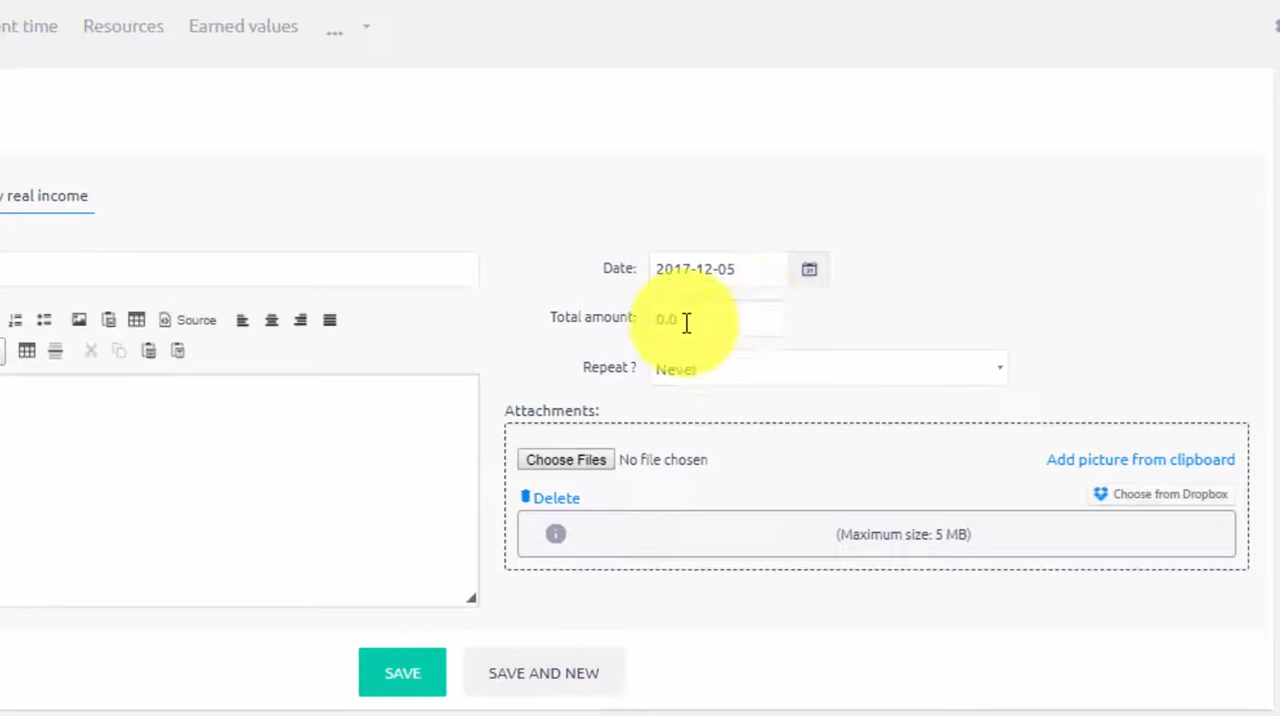 nt time Resources Earned values ...
y real income
Date: 2017-12-05
Source
Total amount: 0.0
Repeat ? Never
Attachments:
Choose Files No file chosen Add picture from clipboard
Delete Choose from Dropbox
(Maximum size: 5 MB)
SAVE SAVE AND NEW